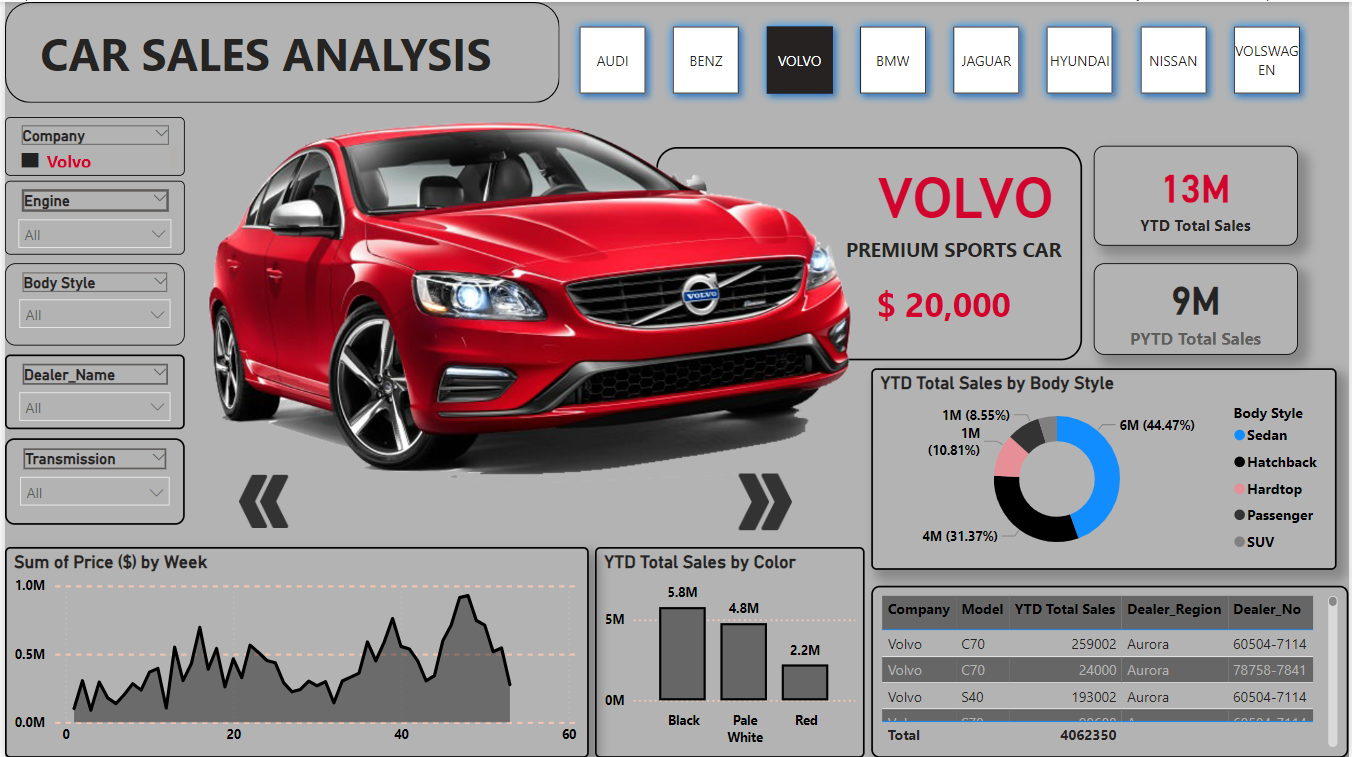 CAR SALES ANALYSIS
AUDI
BENZ
VOLVO
BMW
JAGUAR
HYUNDAI
NISSAN
VOLSWAG
EN
Company
Volvo
Engine
All
Body Style
All
Dealer_Name
All
Transmission
All
VOLVO
VOLVO
PREMIUM SPORTS CAR
$ 20,000
13M
YTD Total Sales
9M
PYTD Total Sales
YTD Total Sales by Body Style
1M (8.55%)
1M
(10.81%)
6M (44.47%)
4M (31.37%)
Body Style
Sedan
Hatchback
Hardtop
Passenger
SUV
Sum of Price ($) by Week
1.0M
0.5M
0.0M
0 20 40 60
YTD Total Sales by Color
5M
0M
5.8M
4.8M
2.2M
Black
Pale
White
Red
Company Model YTD Total Sales Dealer_Region Dealer_No
Volvo C70 259002 Aurora 60504-7114
Volvo C70 24000 Aurora 78758-7841
Volvo S40 193002 Aurora 60504-7114
Total 4062350